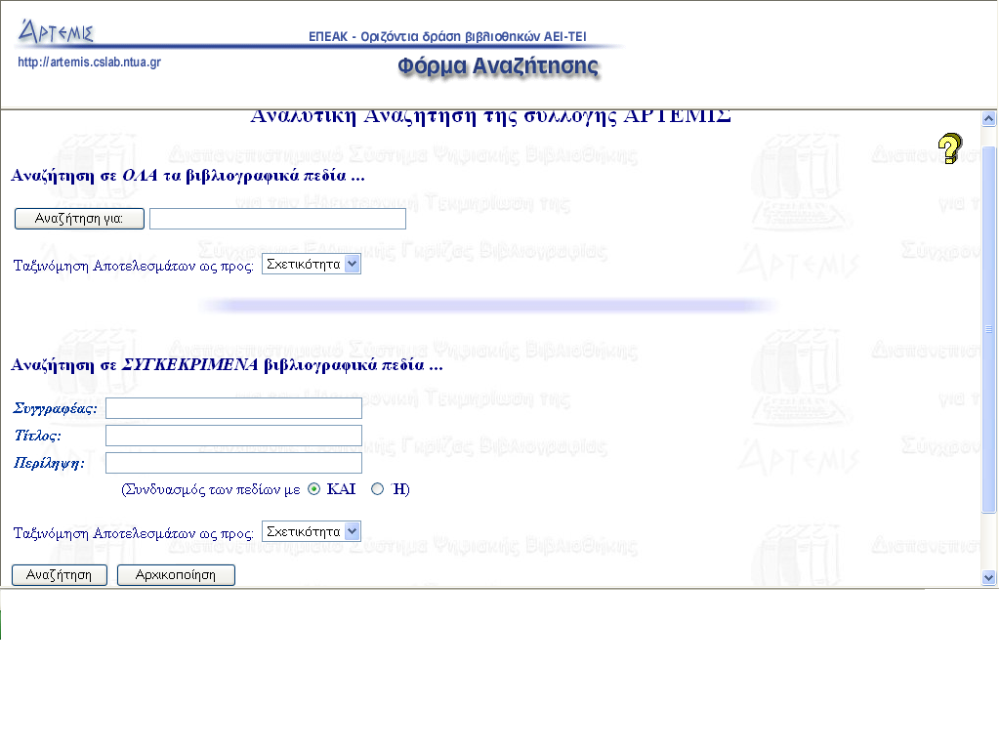 Άρτεμις
ΕΠΕΑΚ - Οριζόντια δράση βιβλιοθηκών ΑΕΙ-ΤΕΙ
http://artemis.cslab.ntua.gr
Φόρμα Αναζήτησης
Αναλυτική Αναζήτηση της συλλογής ΑΡΤΕΜΙΣ
Αναζήτηση σε ΟΛΑ τα βιβλιογραφικά πεδία ...
Αναζήτηση για:
Ταξινόμηση Αποτελεσμάτων ως προς: Σχετικότητα
Αναζήτηση σε ΣΥΓΚΕΚΡΙΜΕΝΑ βιβλιογραφικά πεδία ...
Συγγραφέας:
Τίτλος:
Περίληψη:
(Συνδυασμός των πεδίων με ΚΑΙ Ή)
Ταξινόμηση Αποτελεσμάτων ως προς: Σχετικότητα
Αναζήτηση Αρχικοποίηση